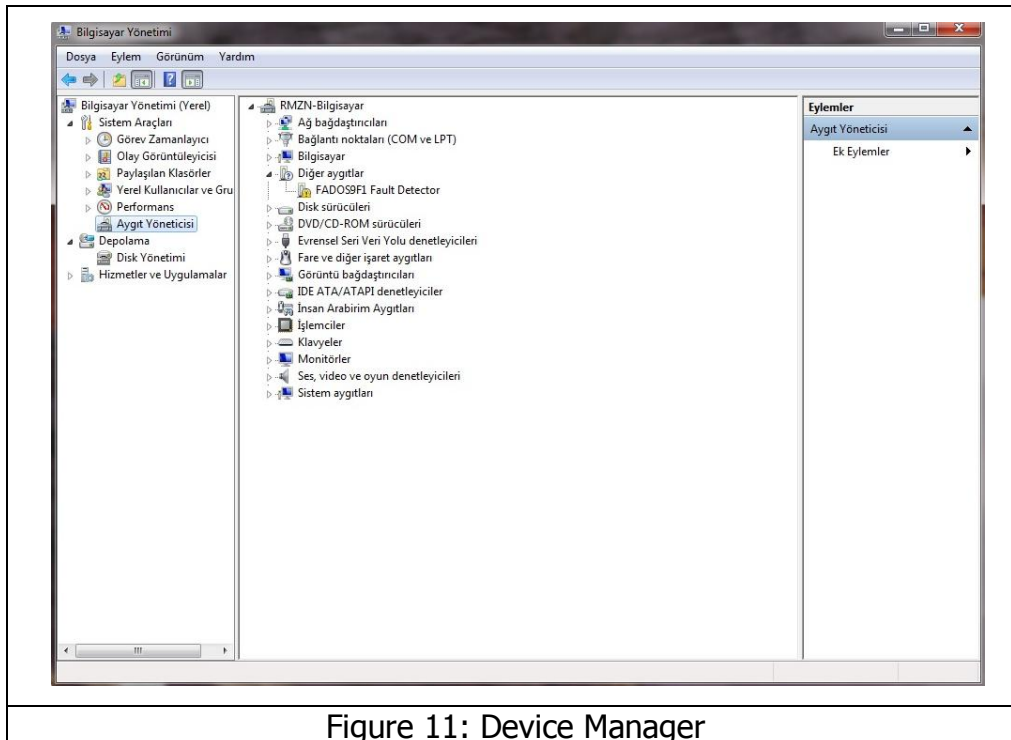 Bilgisayar Yönetimi
Dosya Eylem Görünüm Yardım
Bilgisayar Yönetimi (Yerel)
Sistem Araçları
Görev Zamanlayıcı
Olay Görüntüleyicisi
Paylaşılan Klasörler
Yerel Kullanıcılar ve Gru
Performans
Aygıt Yöneticisi
Depolama
Disk Yönetimi
Hizmetler ve Uygulamalar
RMZN-Bilgisayar
Ağ bağdaştırıcıları
Bağlantı noktaları (COM ve LPT)
Bilgisayar
Diğer aygıtlar
FADOS9F1 Fault Detector
Disk sürücüleri
DVD/CD-ROM sürücüleri
Evrensel Seri Veri Yolu denetleyicileri
Fare ve diğer işaret aygıtları
Görüntü bağdaştırıcıları
IDE ATA/ATAPI denetleyiciler
İnsan Arabirim Aygıtları
İşlemciler
Klavyeler
Monitörler
Ses, video ve oyun denetleyicileri
Sistem aygıtları
Eylemler
Aygıt Yöneticisi
Ek Eylemler
Figure 11: Device Manager